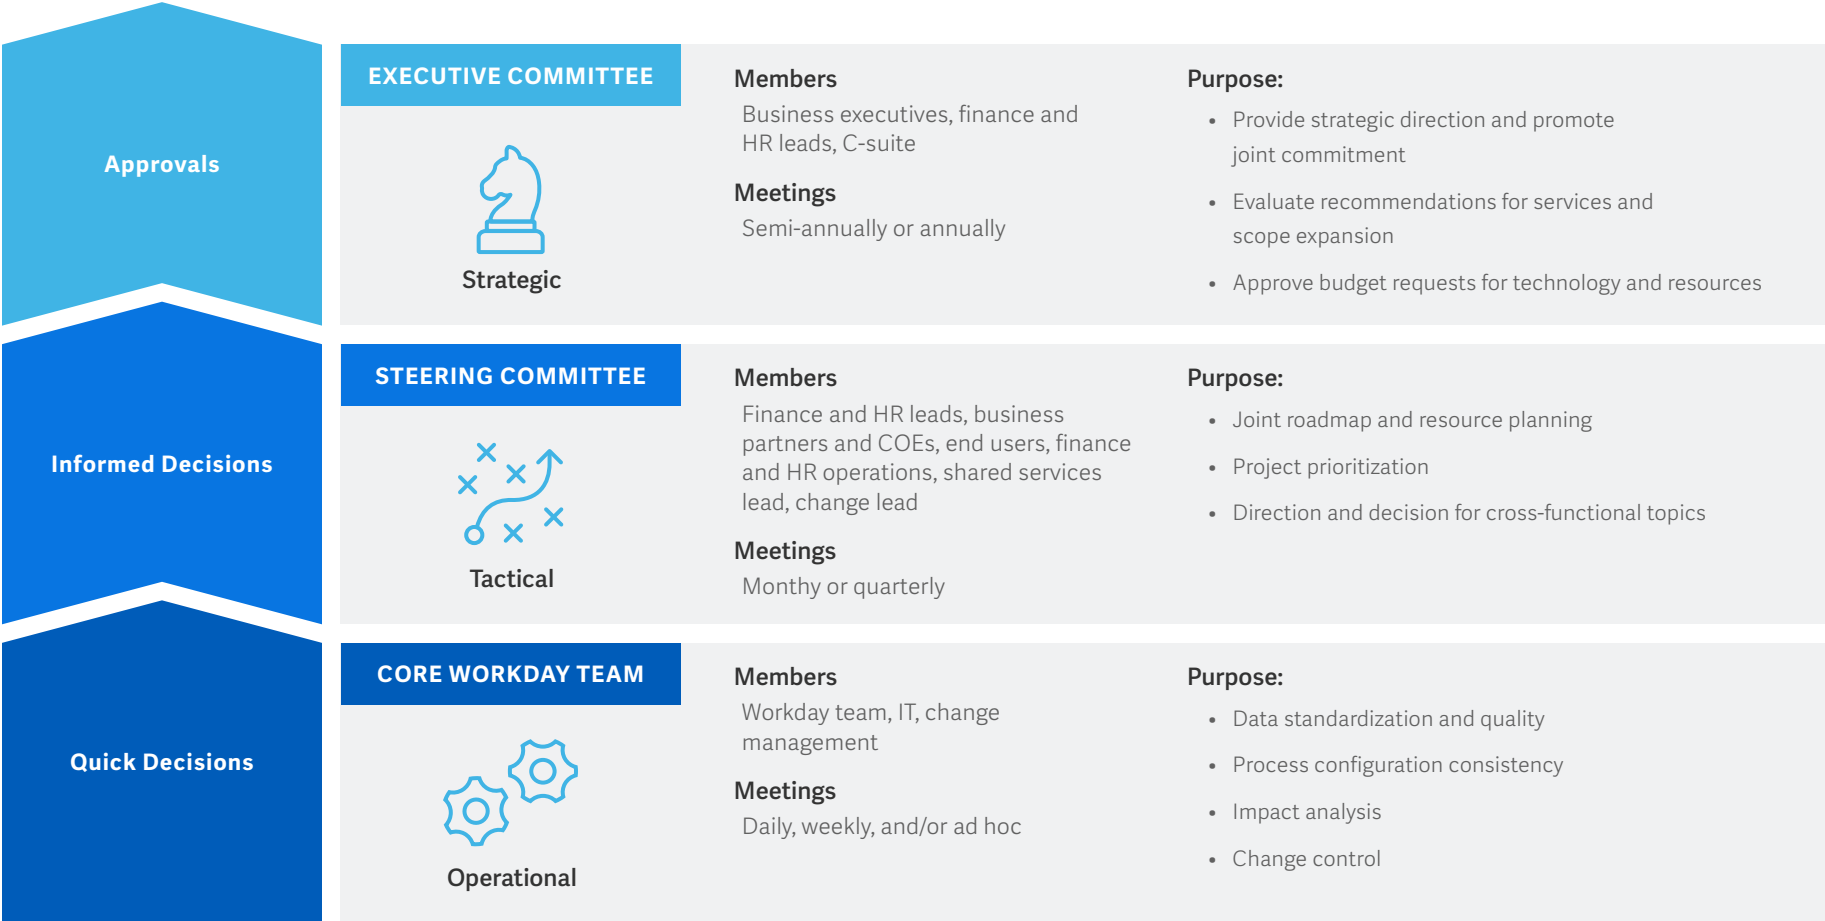 Approvals
EXECUTIVE COMMITTEE
Strategic
Members
Business executives, finance and
HR leads, C-suite
Meetings
Semi-annually or annually
Purpose:
• Provide strategic direction and promote
joint commitment
• Evaluate recommendations for services and
scope expansion
• Approve budget requests for technology and resources
Informed Decisions
STEERING COMMITTEE
Tactical
Members
Finance and HR leads, business
partners and COEs, end users, finance
and HR operations, shared services
lead, change lead
Meetings
Monthy or quarterly
Purpose:
• Joint roadmap and resource planning
• Project prioritization
• Direction and decision for cross-functional topics
Quick Decisions
CORE WORKDAY TEAM
Operational
Members
Workday team, IT, change
management
Meetings
Daily, weekly, and/or ad hoc
Purpose:
• Data standardization and quality
• Process configuration consistency
• Impact analysis
• Change control